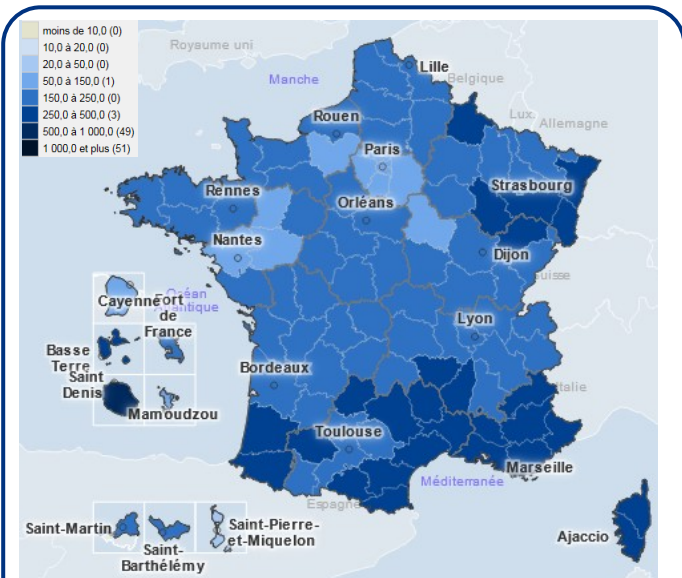 moins de 10,0 (0)
10,0 à 20,0 (0)
20,0 à 50,0 (0)
50,0 à 150,0 (1)
150,0 à 250,0 (0)
250,0 à 500,0 (3)
500,0 à 1 000,0 (49)
1 000,0 et plus (51)
Royaume uni
Lille
Manche
Belgique
Rouen
Lux.
Allemagne
Paris
Rennes
Strasbourg
Orléans
Nantes
Dijon
Suisse
Océan
Atlantique
Cayenne
Fort
de
France
Lyon
Basse
Terre
Bordeaux
Italie
Saint
Denis
Mamoudzou
Toulouse
Marseille
Méditerranée
Espagne
Saint-Martin
Saint-
Barthélémy
Saint-Pierre-
et-Miquelon
Ajaccio